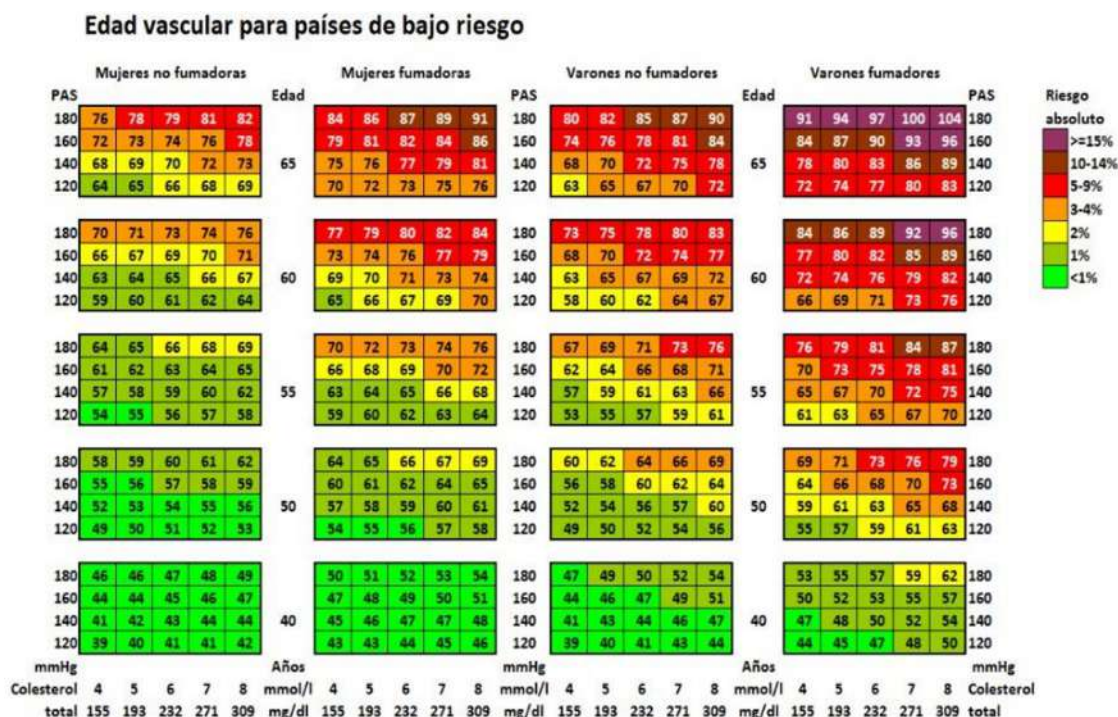 Edad vascular para países de bajo riesgo
Mujeres no fumadoras Mujeres fumadoras Varones no fumadores Varones fumadores
PAS Edad PAS Edad PAS Riesgo
180 76 78 79 81 82 84 86 87 89 91 180 80 82 85 87 90 91 94 97 100 104 180 absoluto
160 72 73 74 76 78 79 81 82 84 86 160 74 76 78 81 84 84 87 90 93 96 160 >=15%
140 68 69 70 72 73 65 75 76 77 79 81 140 68 70 72 75 78 65 78 80 83 86 89 140 10-14%
120 64 65 66 68 69 70 72 73 75 76 120 63 65 67 70 72 72 74 77 80 83 120 5-9%
3-4%
180 70 71 73 74 76 77 79 80 82 84 180 73 75 78 80 83 84 86 89 92 96 180 2%
160 66 67 69 70 71 73 74 76 77 79 160 68 70 72 74 77 77 80 82 85 89 160 1%
140 63 64 65 66 67 60 69 70 71 73 74 140 63 65 67 69 72 60 72 74 76 79 82 140 <1%
120 59 60 61 62 64 65 66 67 69 70 120 58 60 62 64 67 66 69 71 73 76 120
180 64 65 66 68 69 70 72 73 74 76 180 67 69 71 73 76 76 79 81 84 87 180
160 61 62 63 64 65 66 68 69 70 72 160 62 64 66 68 71 70 73 75 78 81 160
140 57 58 59 60 62 55 63 64 65 66 68 140 57 59 61 63 66 55 65 67 70 72 75 140
120 54 55 56 57 58 59 60 62 63 64 120 53 55 57 59 61 61 63 65 67 70 120
180 58 59 60 61 62 64 65 66 67 69 180 60 62 64 66 69 69 71 73 76 79 180
160 55 56 57 58 59 60 61 62 64 65 160 56 58 60 62 64 64 66 68 70 73 160
140 52 53 54 55 56 50 57 58 59 60 61 140 52 54 56 57 60 50 59 61 63 65 68 140
120 49 50 51 52 53 54 55 56 57 58 120 49 50 52 54 56 55 57 59 61 63 120
180 46 46 47 48 49 50 51 52 53 54 180 47 49 50 52 54 53 55 57 59 62 180
160 44 44 45 46 47 47 48 49 50 51 160 44 46 47 49 51 50 52 53 55 57 160
140 41 42 43 44 44 40 45 46 47 47 48 140 41 43 44 46 47 40 47 48 50 52 54 140
120 39 40 41 41 42 43 43 44 45 46 120 39 40 41 43 44 44 45 47 48 50 120
mmHg Años mmHg Años mmHg
Colesterol 4 5 6 7 8 mmol/l 4 5 6 7 8 mmol/l 4 5 6 7 8 mmol/l 4 5 6 7 8 Colesterol
total 155 193 232 271 309 mg/dl 155 193 232 271 309 mg/dl 155 193 232 271 309 mg/dl 155 193 232 271 309 total